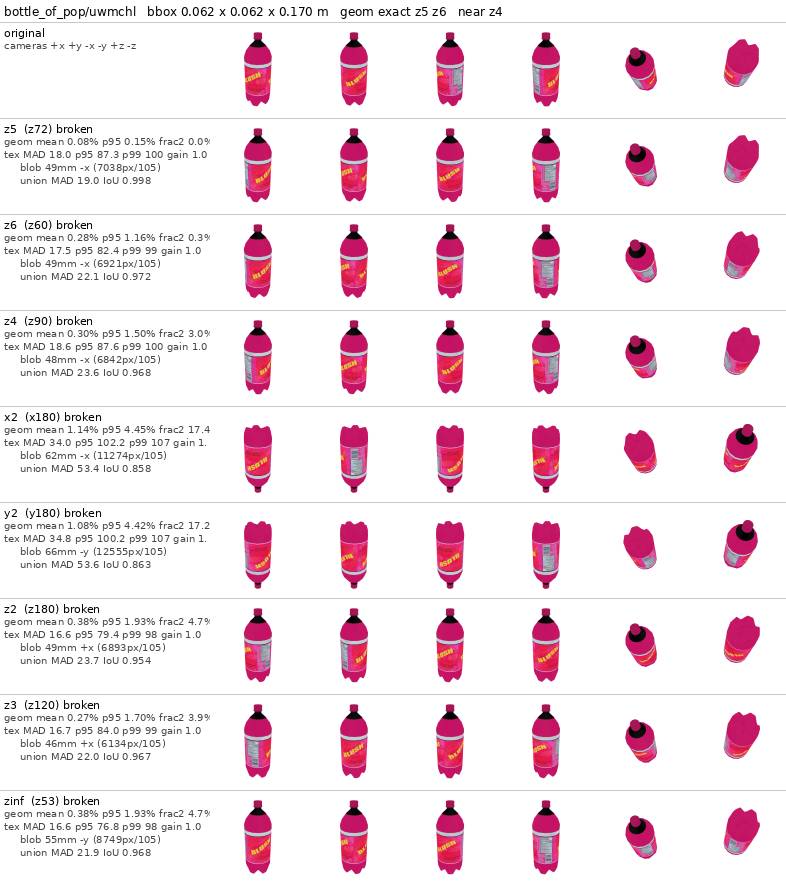 bottle_of_pop/uwmchl   bbox 0.062 x 0.062 x 0.170 m   geom exact z5 z6   near z4
original
cameras +x +y -x -y +z -z
z5  (z72) broken
geom mean 0.08% p95 0.15% frac2 0.0%
tex MAD 18.0 p95 87.3 p99 100 gain 1.0
blob 49mm -x (7038px/105)
union MAD 19.0 IoU 0.998
z6  (z60) broken
geom mean 0.28% p95 1.16% frac2 0.3%
tex MAD 17.5 p95 82.4 p99 99 gain 1.0
blob 49mm -x (6921px/105)
union MAD 22.1 IoU 0.972
z4  (z90) broken
geom mean 0.30% p95 1.50% frac2 3.0%
tex MAD 18.6 p95 87.6 p99 100 gain 1.0
blob 48mm -x (6842px/105)
union MAD 23.6 IoU 0.968
x2  (x180) broken
geom mean 1.14% p95 4.45% frac2 17.4
tex MAD 34.0 p95 102.2 p99 107 gain 1.
blob 62mm -x (11274px/105)
union MAD 53.4 IoU 0.858
y2  (y180) broken
geom mean 1.08% p95 4.42% frac2 17.2
tex MAD 34.8 p95 100.2 p99 107 gain 1.
blob 66mm -y (12555px/105)
union MAD 53.6 IoU 0.863
z2  (z180) broken
geom mean 0.38% p95 1.93% frac2 4.7%
tex MAD 16.6 p95 79.4 p99 98 gain 1.0
blob 49mm +x (6893px/105)
union MAD 23.7 IoU 0.954
z3  (z120) broken
geom mean 0.27% p95 1.70% frac2 3.9%
tex MAD 16.7 p95 84.0 p99 99 gain 1.0
blob 46mm +x (6134px/105)
union MAD 22.0 IoU 0.967
zinf  (z53) broken
geom mean 0.38% p95 1.93% frac2 4.7%
tex MAD 16.6 p95 76.8 p99 98 gain 1.0
blob 55mm -y (8749px/105)
union MAD 21.9 IoU 0.968